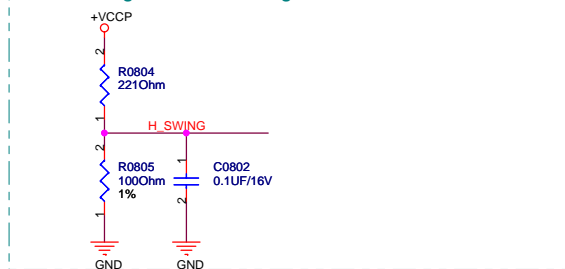 +VCCP
2
R0804
221Ohm
1
H_SWING
2
R0805
100Ohm
1%
1
1
C0802
0.1UF/16V
2
GND
GND